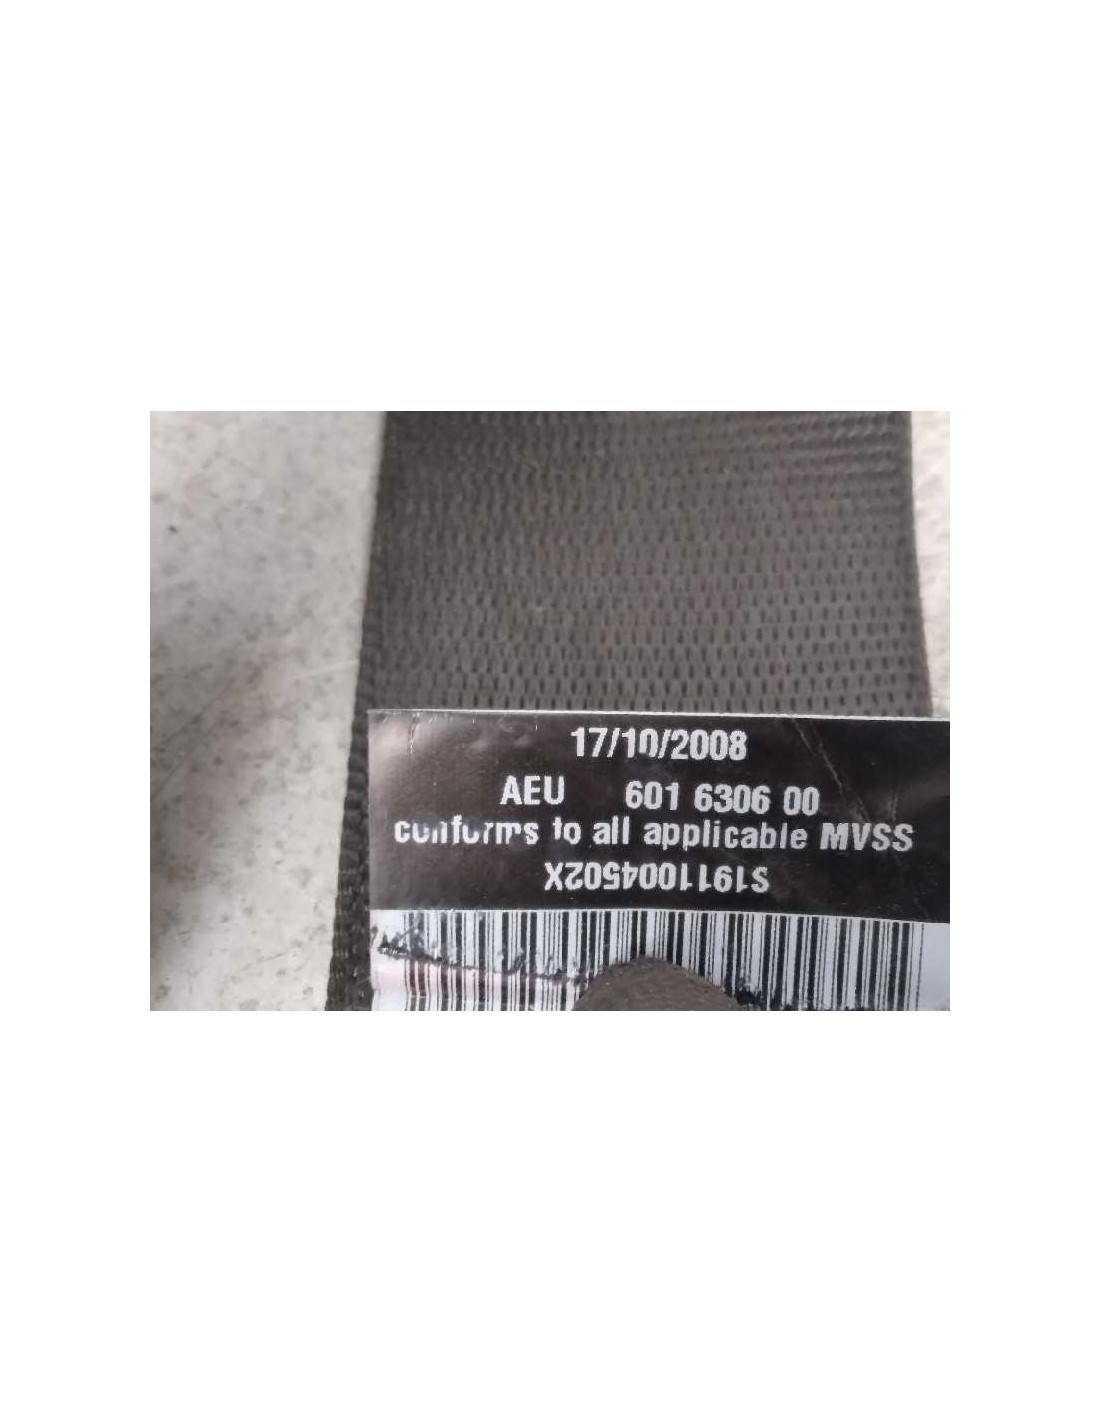 17/10/2008
AEU 601 6306 00
conforms to all applicable MVSS
S1911004502X